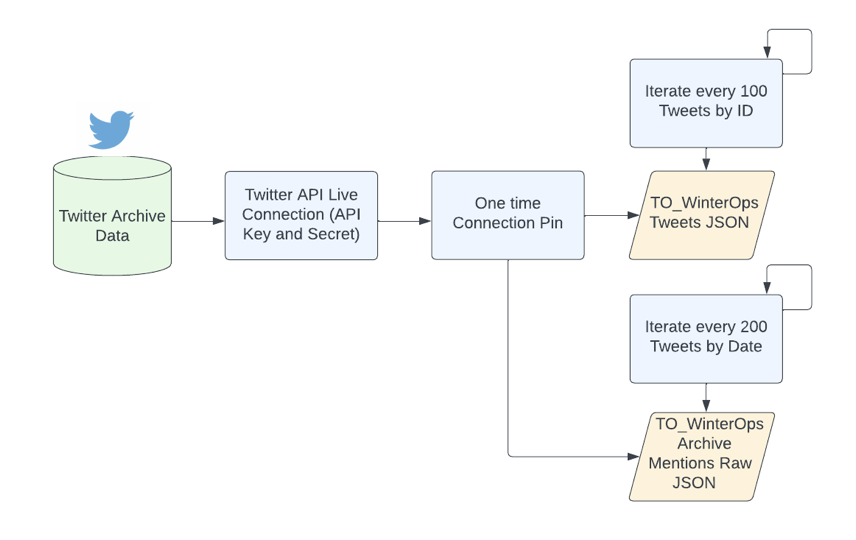 Iterate every 100
Tweets by ID
Twitter Archive
Data
Twitter API Live
Connection (API
Key and Secret)
One time
Connection Pin
TO_WinterOps
Tweets JSON
Iterate every 200
Tweets by Date
TO_WinterOps
Archive
Mentions Raw
JSON